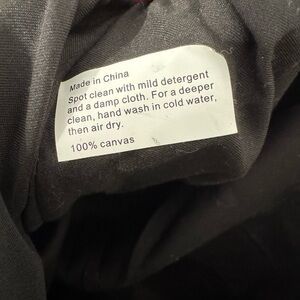 Made in China
Spot clean with mild detergent
and a damp cloth. For a deeper
clean, hand wash in cold water,
then air dry.
100% canvas